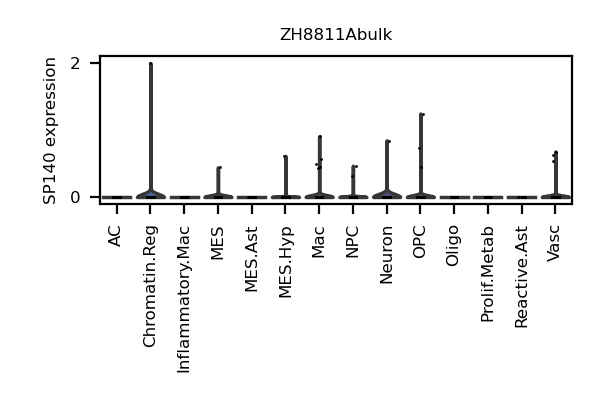 ZH8811Abulk
SP140 expression
2
0
AC
Chromatin.Reg
Inflammatory.Mac
MES
MES.Ast
MES.Hyp
Mac
NPC
Neuron
OPC
Oligo
Prolif.Metab
Reactive.Ast
Vasc